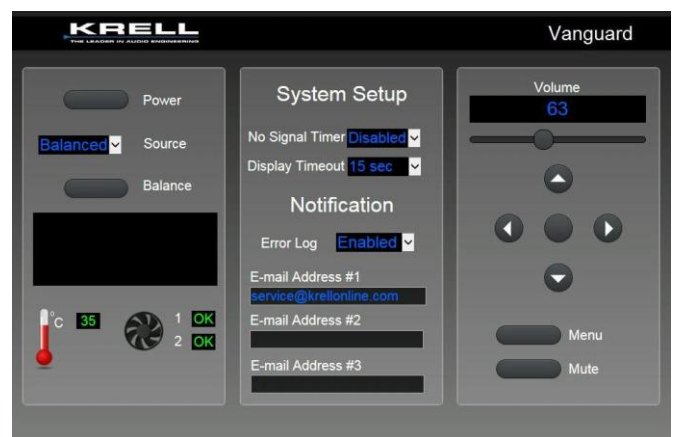 KRELL
THE LEADER IN AUDIO ENGINEERING
Vanguard
Power
Balanced Source
Balance
°C 35
1 OK
2 OK
System Setup
No Signal Timer Disabled
Display Timeout 15 sec
Notification
Error Log Enabled
E-mail Address #1
service@krellonline.com
E-mail Address #2
E-mail Address #3
Volume
63
Menu
Mute